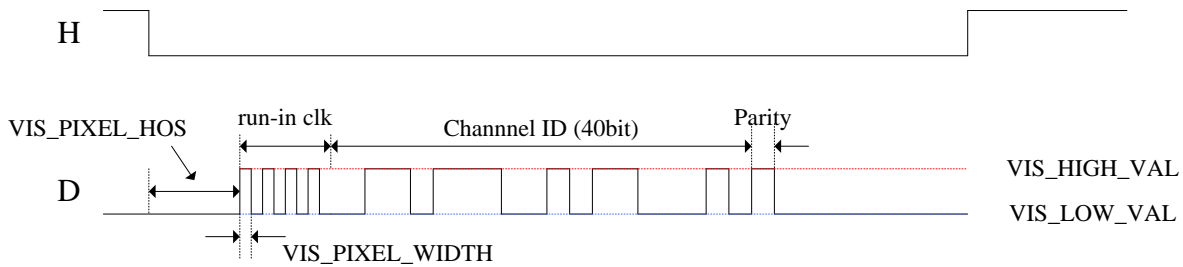 H
VIS_PIXEL_HOS
run-in clk
Channnel ID (40bit)
Parity
VIS_HIGH_VAL
D
VIS_LOW_VAL
VIS_PIXEL_WIDTH